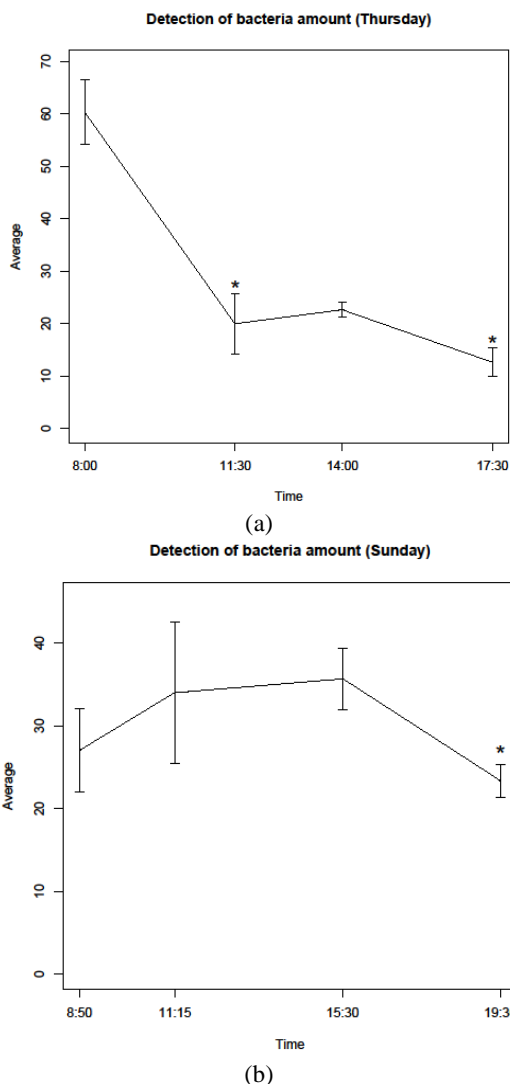 Detection of bacteria amount (Thursday)
70
60
50
40
30
20
10
0
Average
*
*
8:00 11:30 14:00 17:30
Time
(a)
Detection of bacteria amount (Sunday)
40
30
20
10
0
Average
*
8:50 11:15 15:30 19:3
Time
(b)